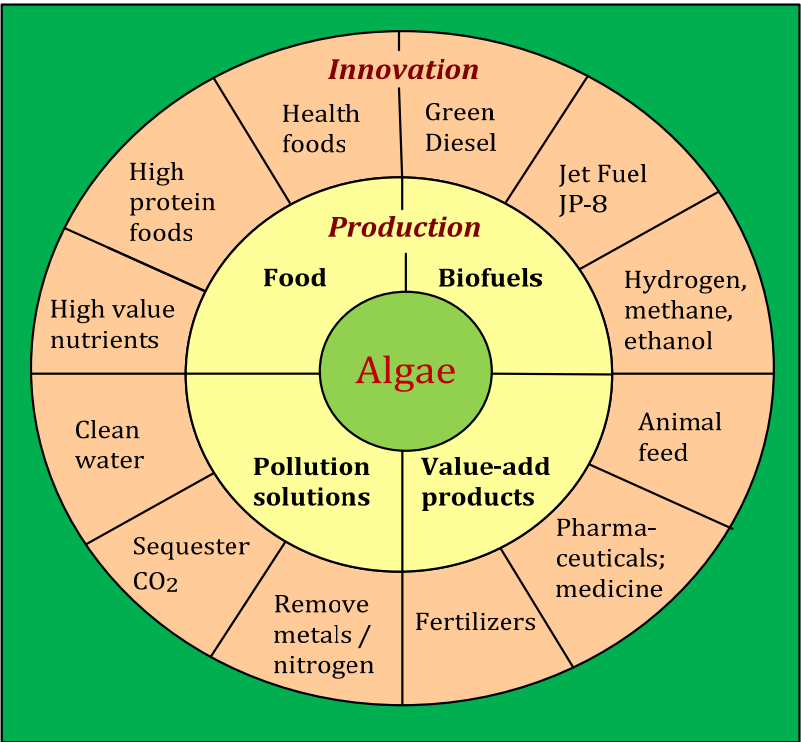 Innovation
Health
foods
Green
Diesel
High
protein
foods
Jet Fuel
JP-8
Production
Food
Biofuels
High value
nutrients
Hydrogen,
methane,
ethanol
Algae
Clean
water
Animal
feed
Pollution
solutions
Value-add
products
Sequester
CO₂
Pharma-
ceuticals;
medicine
Remove
metals /
nitrogen
Fertilizers